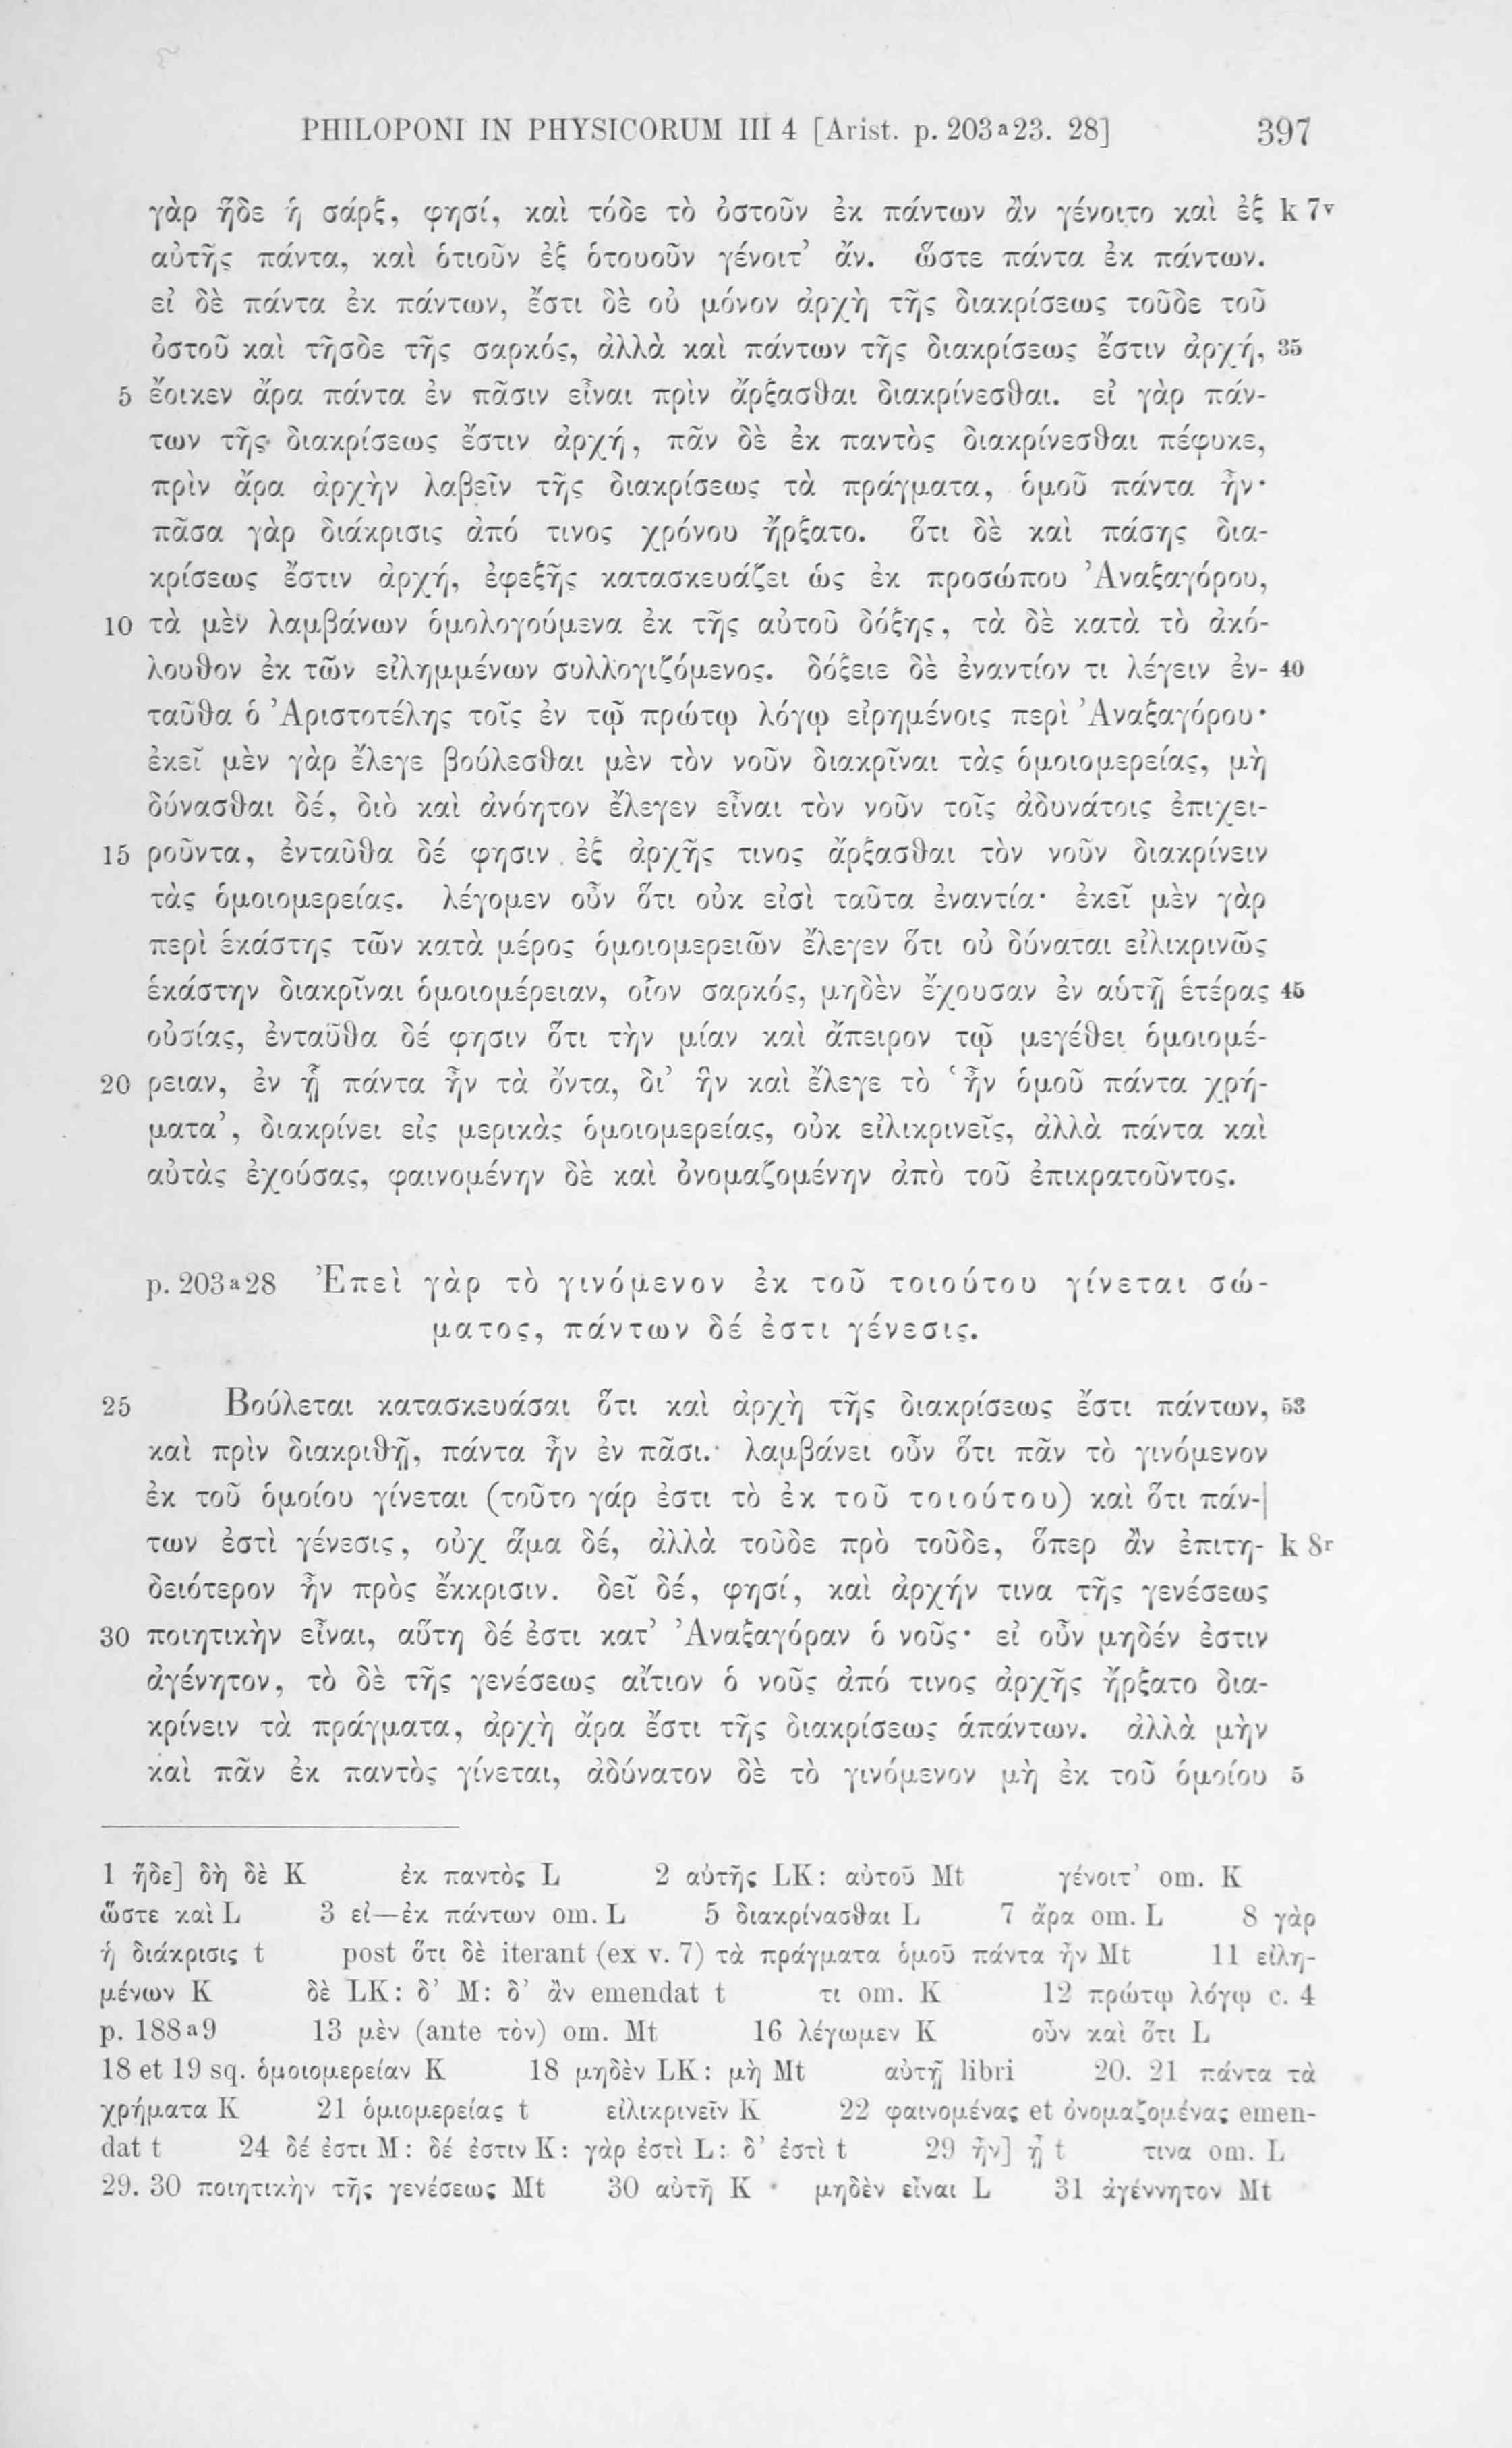 PHILOPONI IN PHYSICORUM III 4 [Arist. p. 203ª23. 28] 397
γὰρ ἥδε ἡ σάρξ, φησί, καὶ τόδε τὸ ὀστοῦν ἐκ πάντων ἂν γένοιτο καὶ ἐξ k 7ᵛ
αὐτῆς πάντα, καὶ ὁτιοῦν ἐξ ὁτουοῦν γένοιτ’ ἄν. ὥστε πάντα ἐκ πάντων.
εἰ δὲ πάντα ἐκ πάντων, ἔστι δὲ οὐ μόνον ἀρχὴ τῆς διακρίσεως τοῦδε τοῦ
ὀστοῦ καὶ τῆσδε τῆς σαρκός, ἀλλὰ καὶ πάντων τῆς διακρίσεως ἔστιν ἀρχή, 35
5 ἔοικεν ἄρα πάντα ἐν πᾶσιν εἶναι πρὶν ἄρξασθαι διακρίνεσθαι. εἰ γὰρ πάν-
των τῆς διακρίσεως ἔστιν ἀρχή, πᾶν δὲ ἐκ παντὸς διακρίνεσθαι πέφυκε,
πρὶν ἄρα ἀρχὴν λαβεῖν τῆς διακρίσεως τὰ πράγματα, ὁμοῦ πάντα ἦν·
πᾶσα γὰρ διάκρισις ἀπό τινος χρόνου ἤρξατο. ὅτι δὲ καὶ πάσης δια-
κρίσεως ἔστιν ἀρχή, ἐφεξῆς κατασκευάζει ὡς ἐκ προσώπου Ἀναξαγόρου,
10 τὰ μὲν λαμβάνων ὁμολογούμενα ἐκ τῆς αὐτοῦ δόξης, τὰ δὲ κατὰ τὸ ἀκό-
λουθον ἐκ τῶν εἰλημμένων συλλογιζόμενος. δόξειε δὲ ἐναντίον τι λέγειν ἐν- 40
ταῦθα ὁ Ἀριστοτέλης τοῖς ἐν τῷ πρώτῳ λόγῳ εἰρημένοις περὶ Ἀναξαγόρου·
ἐκεῖ μὲν γὰρ ἔλεγε βούλεσθαι μὲν τὸν νοῦν διακρῖναι τὰς ὁμοιομερείας, μὴ
δύνασθαι δέ, διὸ καὶ ἀνόητον ἔλεγεν εἶναι τὸν νοῦν τοῖς ἀδυνάτοις ἐπιχει-
15 ροῦντα, ἐνταῦθα δέ φησιν ἐξ ἀρχῆς τινος ἄρξασθαι τὸν νοῦν διακρίνειν
τὰς ὁμοιομερείας. λέγομεν οὖν ὅτι οὐκ εἰσὶ ταῦτα ἐναντία· ἐκεῖ μὲν γὰρ
περὶ ἑκάστης τῶν κατὰ μέρος ὁμοιομερειῶν ἔλεγεν ὅτι οὐ δύναται εἰλικρινῶς
ἑκάστην διακρῖναι ὁμοιομέρειαν, οἷον σαρκός, μηδὲν ἔχουσαν ἐν αὑτῇ ἑτέρας 45
οὐσίας, ἐνταῦθα δέ φησιν ὅτι τὴν μίαν καὶ ἄπειρον τῷ μεγέθει ὁμοιομέ-
20 ρειαν, ἐν ᾗ πάντα ἦν τὰ ὄντα, δι’ ἣν καὶ ἔλεγε τὸ ‘ἦν ὁμοῦ πάντα χρή-
ματα’, διακρίνει εἰς μερικὰς ὁμοιομερείας, οὐκ εἰλικρινεῖς, ἀλλὰ πάντα καὶ
αὐτὰς ἐχούσας, φαινομένην δὲ καὶ ὀνομαζομένην ἀπὸ τοῦ ἐπικρατοῦντος.
p. 203ª28 Ἐπεὶ γὰρ τὸ γινόμενον ἐκ τοῦ τοιούτου γίνεται σώ-
ματος, πάντων δέ ἐστι γένεσις.
25 Βούλεται κατασκευάσαι ὅτι καὶ ἀρχὴ τῆς διακρίσεως ἔστι πάντων, 53
καὶ πρὶν διακριθῇ, πάντα ἦν ἐν πᾶσι. λαμβάνει οὖν ὅτι πᾶν τὸ γινόμενον
ἐκ τοῦ ὁμοίου γίνεται (τοῦτο γάρ ἐστι τὸ ἐκ τοῦ τοιούτου) καὶ ὅτι πάν-|
των ἐστὶ γένεσις, οὐχ ἅμα δέ, ἀλλὰ τοῦδε πρὸ τοῦδε, ὅπερ ἂν ἐπιτη- k 8ʳ
δειότερον ἦν πρὸς ἔκκρισιν. δεῖ δέ, φησί, καὶ ἀρχήν τινα τῆς γενέσεως
30 ποιητικὴν εἶναι, αὕτη δέ ἐστι κατ’ Ἀναξαγόραν ὁ νοῦς· εἰ οὖν μηδέν ἐστιν
ἀγένητον, τὸ δὲ τῆς γενέσεως αἴτιον ὁ νοῦς ἀπό τινος ἀρχῆς ἤρξατο δια-
κρίνειν τὰ πράγματα, ἀρχὴ ἄρα ἔστι τῆς διακρίσεως ἁπάντων. ἀλλὰ μὴν
καὶ πᾶν ἐκ παντὸς γίνεται, ἀδύνατον δὲ τὸ γινόμενον μὴ ἐκ τοῦ ὁμοίου 5
1 ἥδε] δὴ δὲ K ἐκ παντὸς L 2 αὐτῆς LK: αὐτοῦ Mt γένοιτ’ om. K
ὥστε καὶ L 3 εἰ—ἐκ πάντων om. L 5 διακρίνασθαι L 7 ἄρα om. L 8 γὰρ
ἡ διάκρισις t post ὅτι δὲ iterant (ex v. 7) τὰ πράγματα ὁμοῦ πάντα ἦν Mt 11 εἰλη-
μένων K δὲ LK: δ’ M: δ’ ἂν emendat t τι om. K 12 πρώτῳ λόγῳ c. 4
p. 188ª9 13 μὲν (ante τὸν) om. Mt 16 λέγωμεν K οὖν καὶ ὅτι L
18 et 19 sq. ὁμοιομερείαν K 18 μηδὲν LK: μὴ Mt αὐτῇ libri 20. 21 πάντα τὰ
χρήματα K 21 ὁμιομερείας t εἰλικρινεῖν K 22 φαινομένας et ὀνομαζομένας emen-
dat t 24 δέ ἐστι M: δέ ἐστιν K: γὰρ ἐστὶ L: δ’ ἐστὶ t 29 ἦν] ᾖ t τινα om. L
29. 30 ποιητικὴν τῆς γενέσεως Mt 30 αὐτῆ K μηδὲν εἶναι L 31 ἀγέννητον Mt